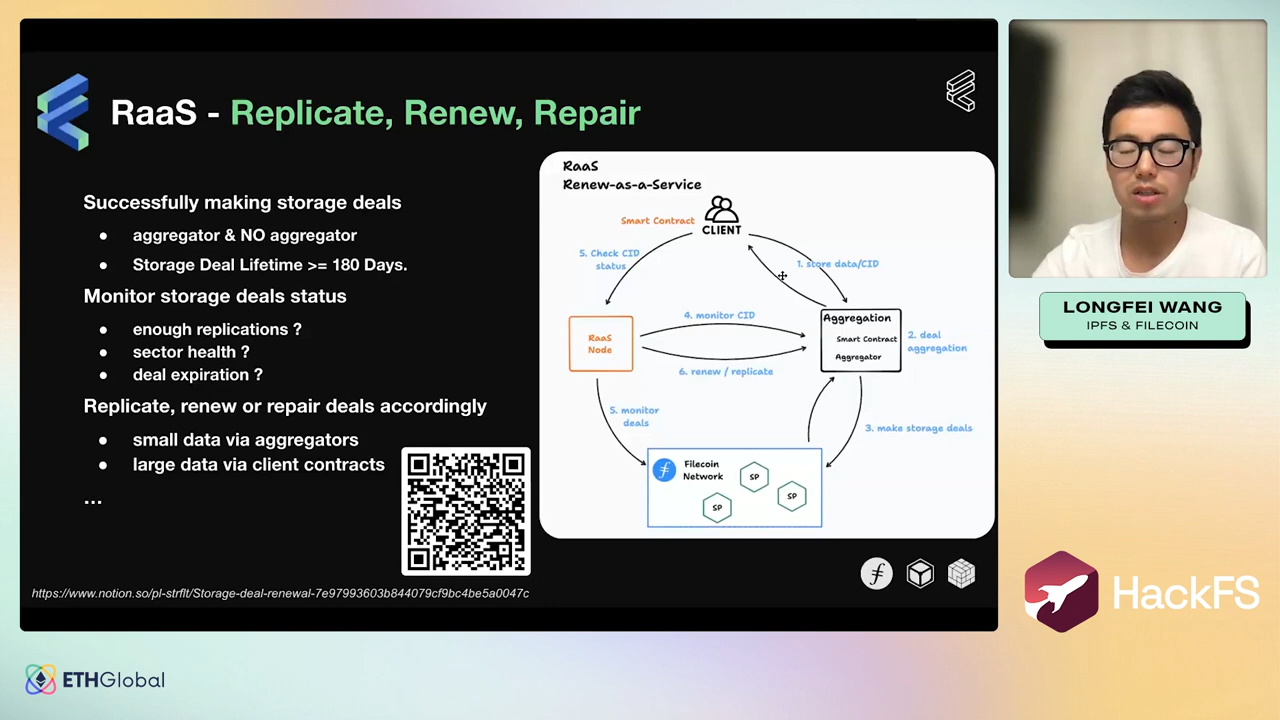 RaaS - Replicate, Renew, Repair
Successfully making storage deals
● aggregator & NO aggregator
● Storage Deal Lifetime >= 180 Days.
Monitor storage deals status
● enough replications ?
● sector health ?
● deal expiration ?
Replicate, renew or repair deals accordingly
● small data via aggregators
● large data via client contracts
...
https://www.notion.so/pl-strflt/Storage-deal-renewal-7e97993603b844079cf9bc4be5a0047c
RaaS
Renew-as-a-Service
Smart Contract
CLIENT
5. Check CID
status
1. store data/CID
4. monitor CID
RaaS
Node
Aggregation
Smart Contract
Aggregator
2. deal
aggregation
6. renew / replicate
5. monitor
deals
3. make storage deals
Filecoin
Network
SP
SP
SP
LONGFEI WANG
IPFS & FILECOIN
HackFS
ETHGlobal